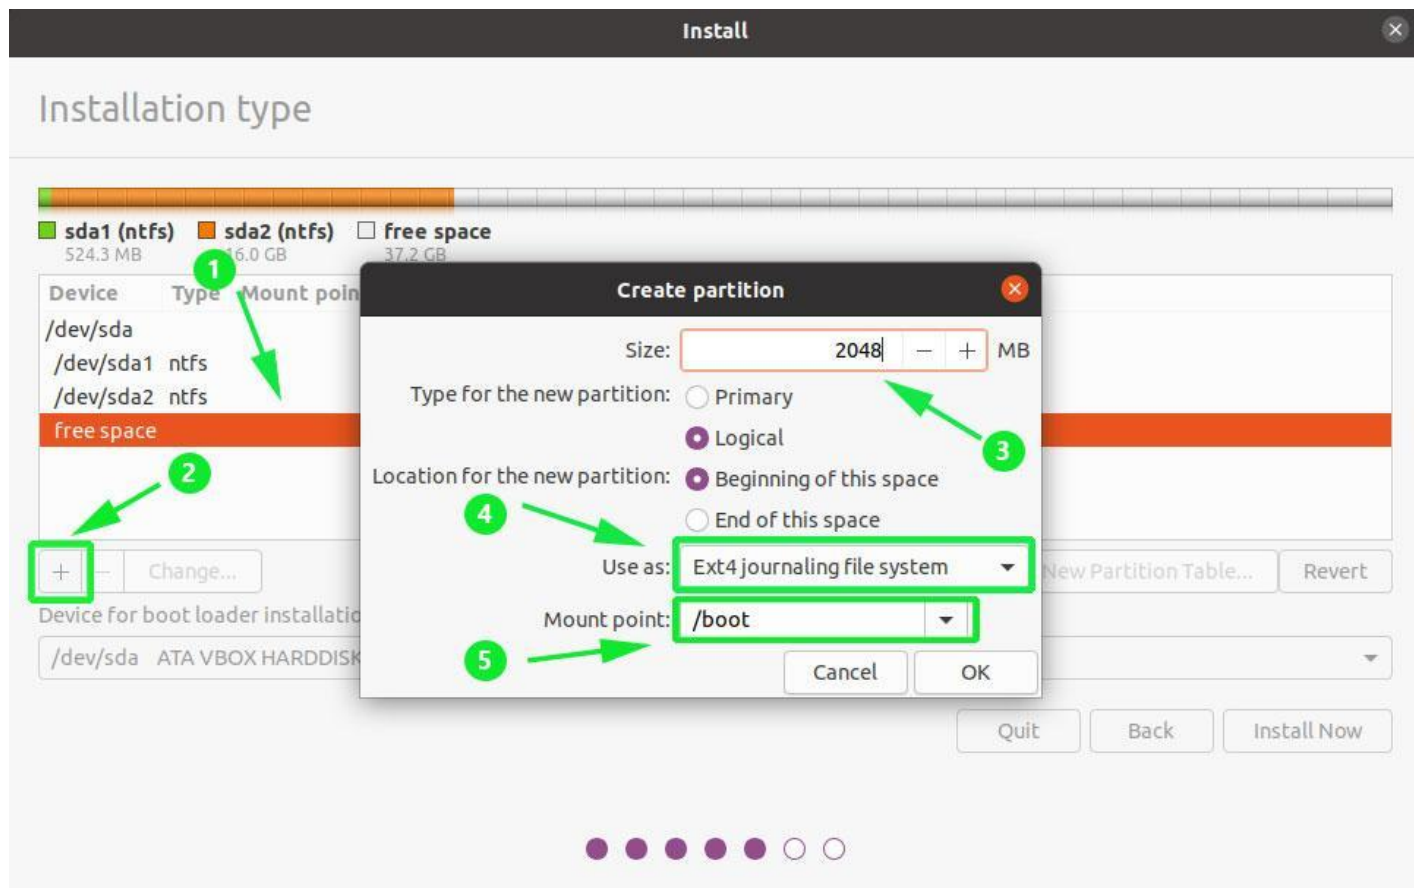 Install
Installation type
sda1 (ntfs) sda2 (ntfs) free space
524.3 MB 16.0 GB 37.2 GB
1
Device Type Mount poin
/dev/sda
/dev/sda1 ntfs
/dev/sda2 ntfs
free space
2
+ − Change...
New Partition Table... Revert
Device for boot loader installatio
/dev/sda ATA VBOX HARDDISK
Create partition
Size: 2048 − + MB
Type for the new partition: Primary
Logical
3
Location for the new partition: Beginning of this space
4
End of this space
Use as: Ext4 journaling file system
Mount point: /boot
5
Cancel OK
Quit Back Install Now